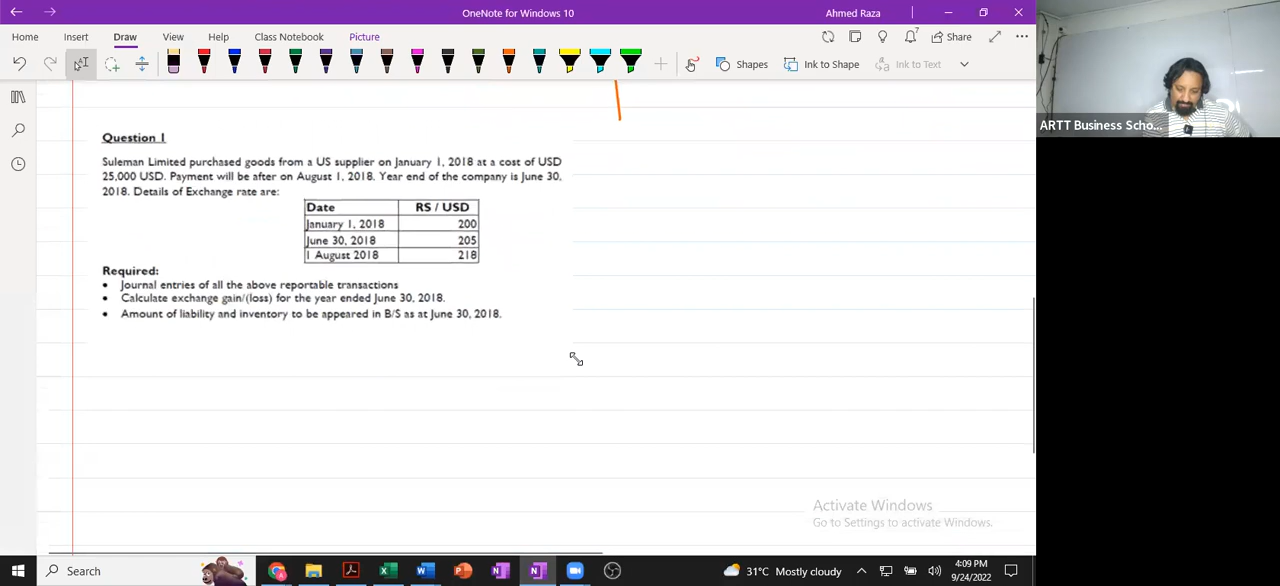 OneNote for Windows 10
Ahmed Raza
Home Insert Draw View Help Class Notebook Picture
Share
Shapes Ink to Shape Ink to Text
ARTT Business Scho...
Question 1
Suleman Limited purchased goods from a US supplier on January 1, 2018 at a cost of USD
25,000 USD. Payment will be after on August 1, 2018. Year end of the company is June 30,
2018. Details of Exchange rate are:
Date RS / USD
January 1, 2018 200
June 30, 2018 205
1 August 2018 218
Required:
• Journal entries of all the above reportable transactions
• Calculate exchange gain/(loss) for the year ended June 30, 2018.
• Amount of liability and inventory to be appeared in B/S as at June 30, 2018.
Activate Windows
Go to Settings to activate Windows.
Search
31°C Mostly cloudy
4:09 PM
9/24/2022